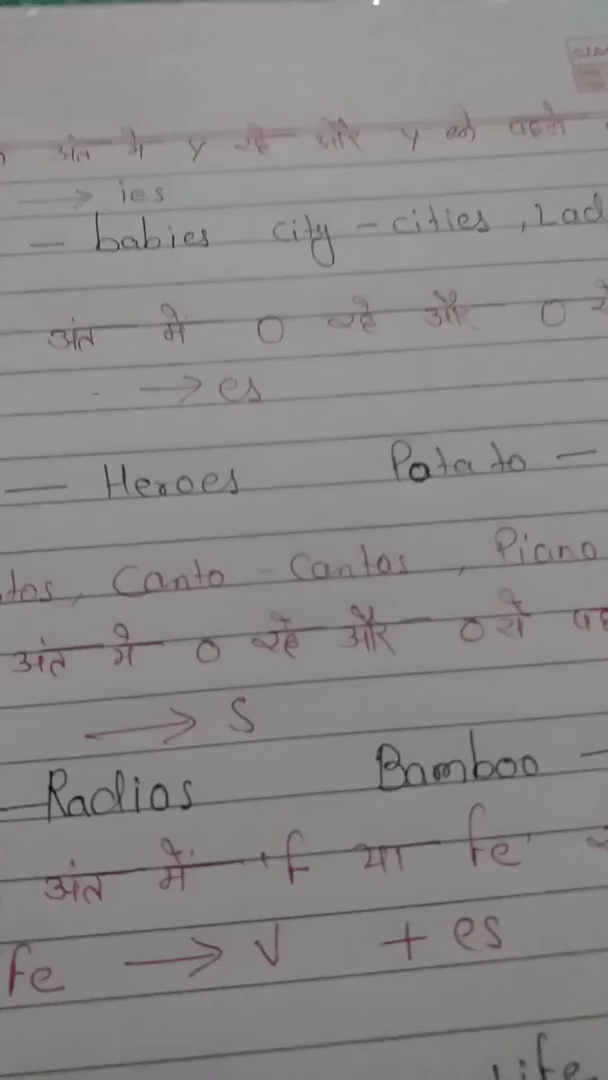 अंत मे y रहे और y को पहले
→ ies
- babies city - cities , Lad
अंत में O रहे और O से
→ es
- Heroes Potato -
tos, Canto - Cantos , Piano
अंत मे O रहे और O से पह
→ S
- Radios Bamboo -
अंत में 'f या fe'
fe → V + es